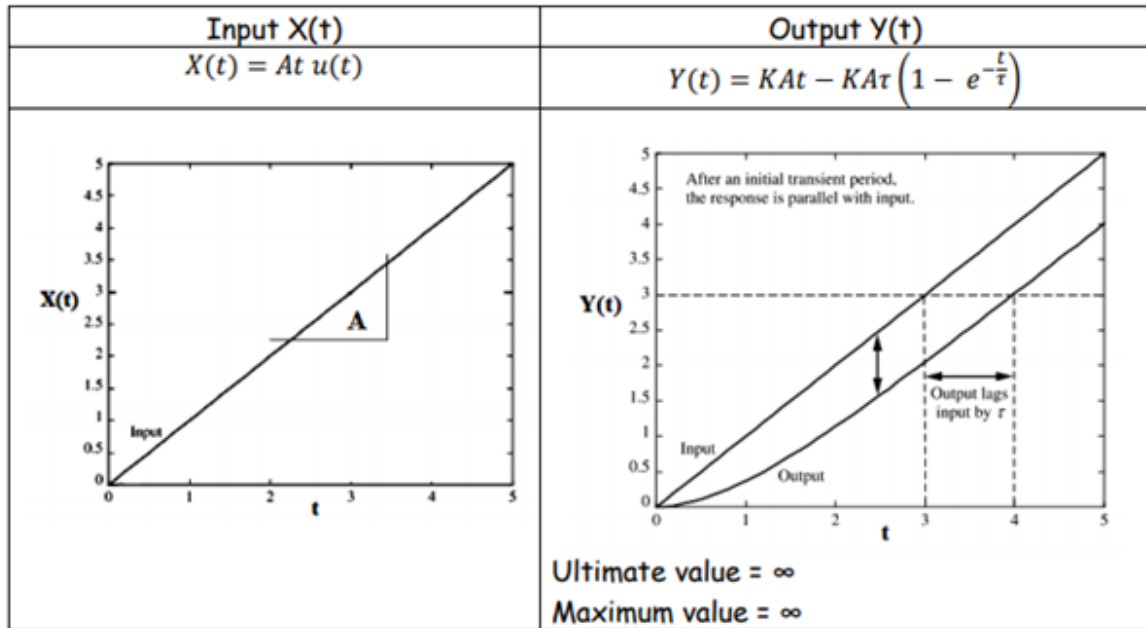 Input X(t)
Output Y(t)
X(t) = At u(t)
Y(t) = KAt − KAτ(1 − e^{−t/τ})
5
4.5
4
3.5
3
2.5
2
1.5
1
0.5
0
X(t)
A
Input
0 1 2 3 4 5
t
5
4.5
4
3.5
3
2.5
2
1.5
1
0.5
0
Y(t)
After an initial transient period,
the response is parallel with input.
Output lags
input by τ
Input
Output
0 1 2 3 4 5
t
Ultimate value = ∞
Maximum value = ∞